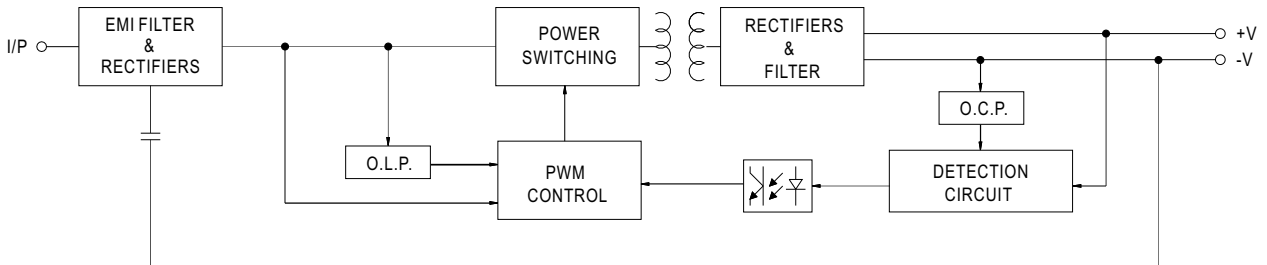 I/P
EMI FILTER
&
RECTIFIERS
POWER
SWITCHING
RECTIFIERS
&
FILTER
+V
-V
O.C.P.
O.L.P.
PWM
CONTROL
DETECTION
CIRCUIT